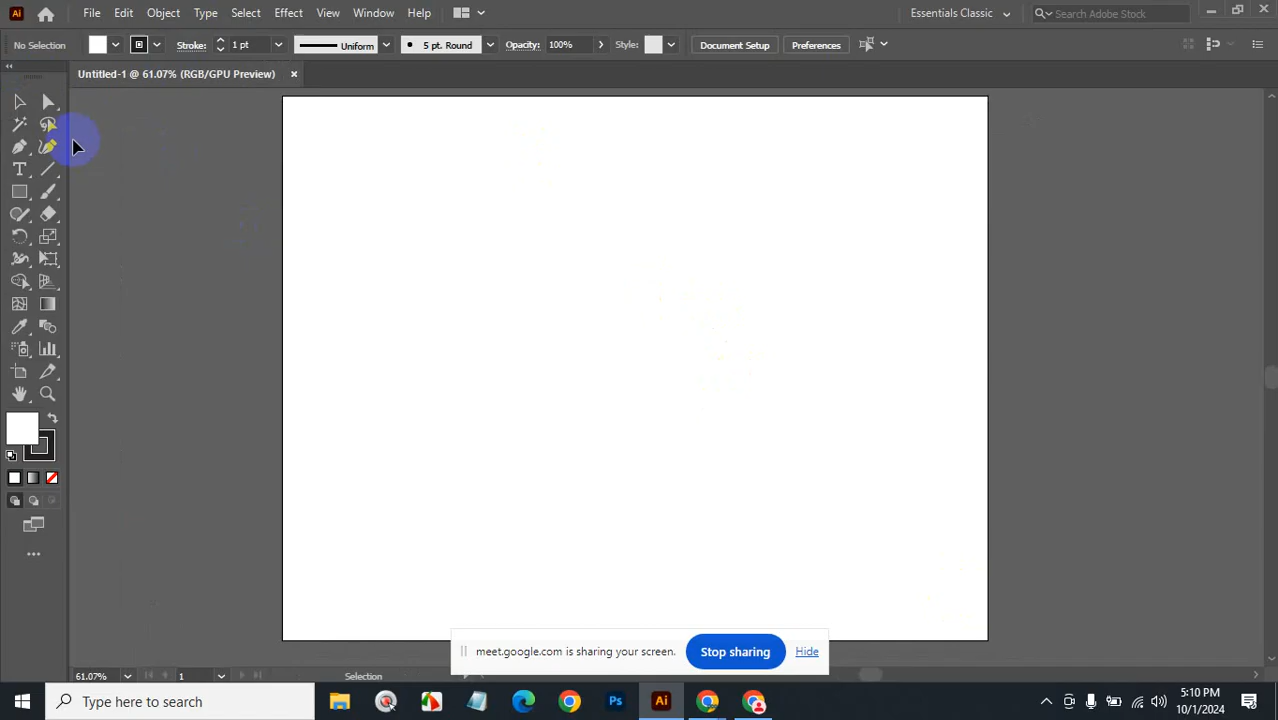 Ai File Edit Object Type Select Effect View Window Help Essentials Classic Search Adobe Stock
No Selection Stroke: 1 pt Uniform 5 pt. Round Opacity: 100% Style: Document Setup Preferences
Untitled-1 @ 61.07% (RGB/GPU Preview)
meet.google.com is sharing your screen. Stop sharing Hide
61.07% 1 Selection
Type here to search Ps Ai 5:10 PM
10/1/2024